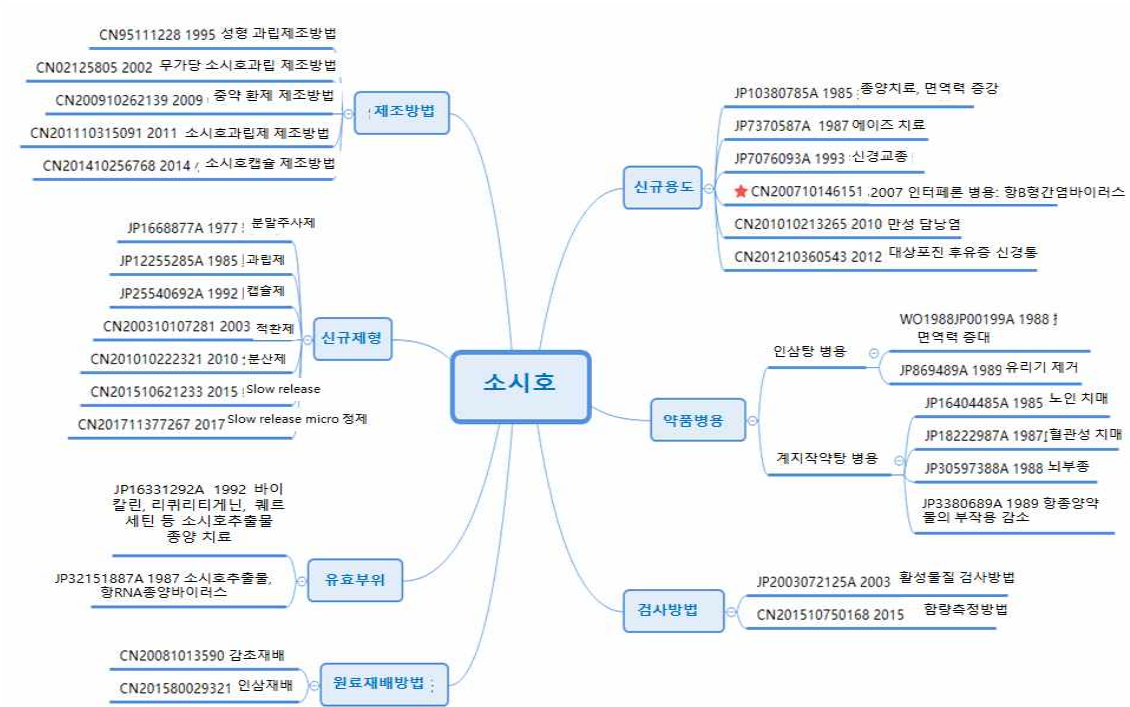 소시호
제조방법
CN95111228 1995 성형 과립제조방법
CN02125805 2002 무가당 소시호과립 제조방법
CN200910262139 2009 중약 환제 제조방법
CN201110315091 2011 소시호과립제 제조방법
CN201410256768 2014 소시호캡슐 제조방법
신규제형
JP1668877A 1977 분말주사제
JP12255285A 1985 과립제
JP25540692A 1992 캡슐제
CN200310107281 2003 적환제
CN201010222321 2010 분산제
CN201510621233 2015 Slow release
CN201711377267 2017 Slow release micro 정제
유효부위
JP16331292A 1992 바이
칼린, 리퀴리티게닌, 퀘르
세틴 등 소시호추출물
종양 치료
JP32151887A 1987 소시호추출물,
항RNA종양바이러스
원료재배방법
CN20081013590 감초재배
CN201580029321 인삼재배
신규용도
JP10380785A 1985 종양치료, 면역력 증강
JP7370587A 1987 에이즈 치료
JP7076093A 1993 신경교종
CN200710146151 2007 인터페론 병용: 항B형간염바이러스
CN201010213265 2010 만성 담낭염
CN201210360543 2012 대상포진 후유증 신경통
약품병용
인삼탕 병용
WO1988JP00199A 1988
면역력 증대
JP869489A 1989 유리기 제거
계지작약탕 병용
JP16404485A 1985 노인 치매
JP18222987A 1987 혈관성 치매
JP30597388A 1988 뇌부종
JP3380689A 1989 항종양약
물의 부작용 감소
검사방법
JP2003072125A 2003 활성물질 검사방법
CN201510750168 2015 함량측정방법